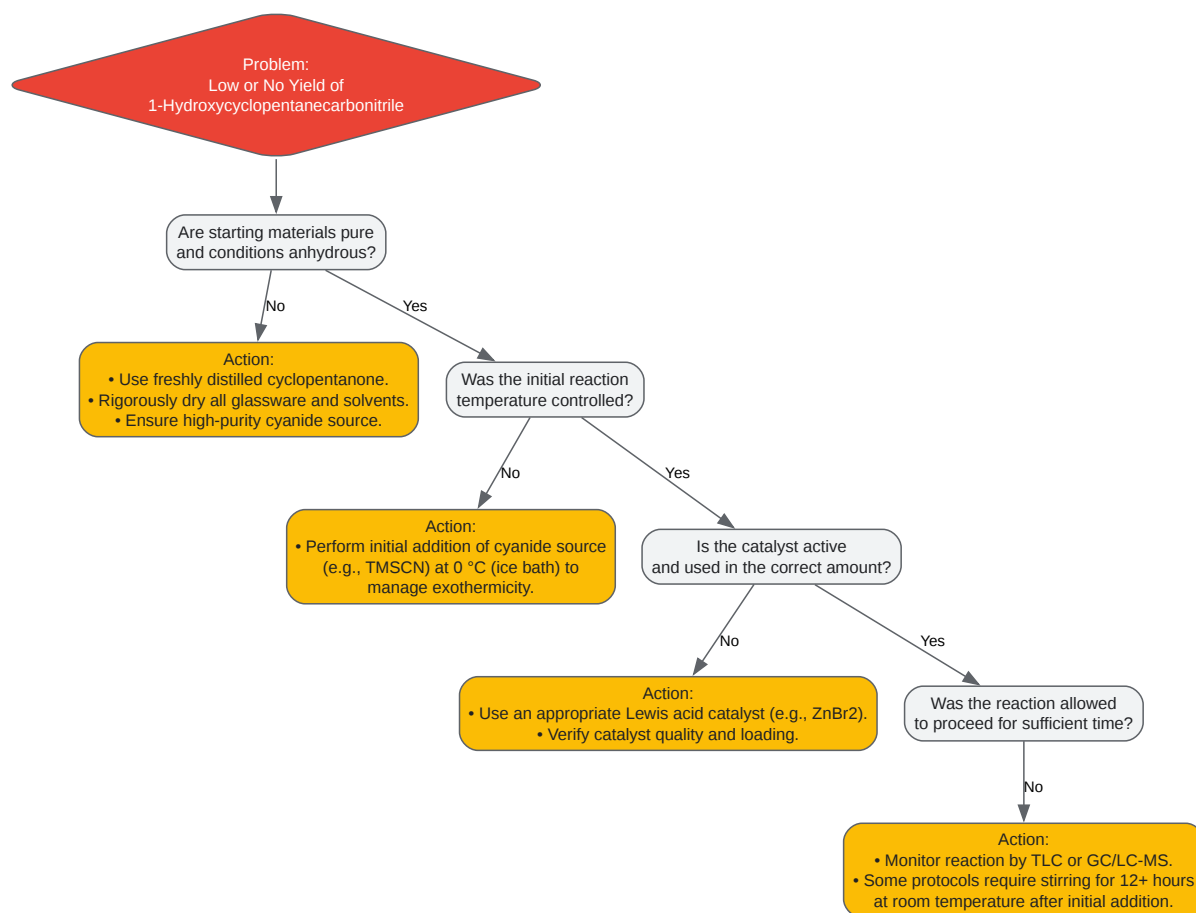 Problem:
Low or No Yield of
1-Hydroxycyclopentanecarbonitrile
Are starting materials pure
and conditions anhydrous?
No
Yes
Action:
• Use freshly distilled cyclopentanone.
• Rigorously dry all glassware and solvents.
• Ensure high-purity cyanide source.
Was the initial reaction
temperature controlled?
No
Yes
Action:
• Perform initial addition of cyanide source
(e.g., TMSCN) at 0 °C (ice bath) to
manage exothermicity.
Is the catalyst active
and used in the correct amount?
No
Yes
Action:
• Use an appropriate Lewis acid catalyst (e.g., ZnBr2).
• Verify catalyst quality and loading.
Was the reaction allowed
to proceed for sufficient time?
No
Action:
• Monitor reaction by TLC or GC/LC-MS.
• Some protocols require stirring for 12+ hours
at room temperature after initial addition.